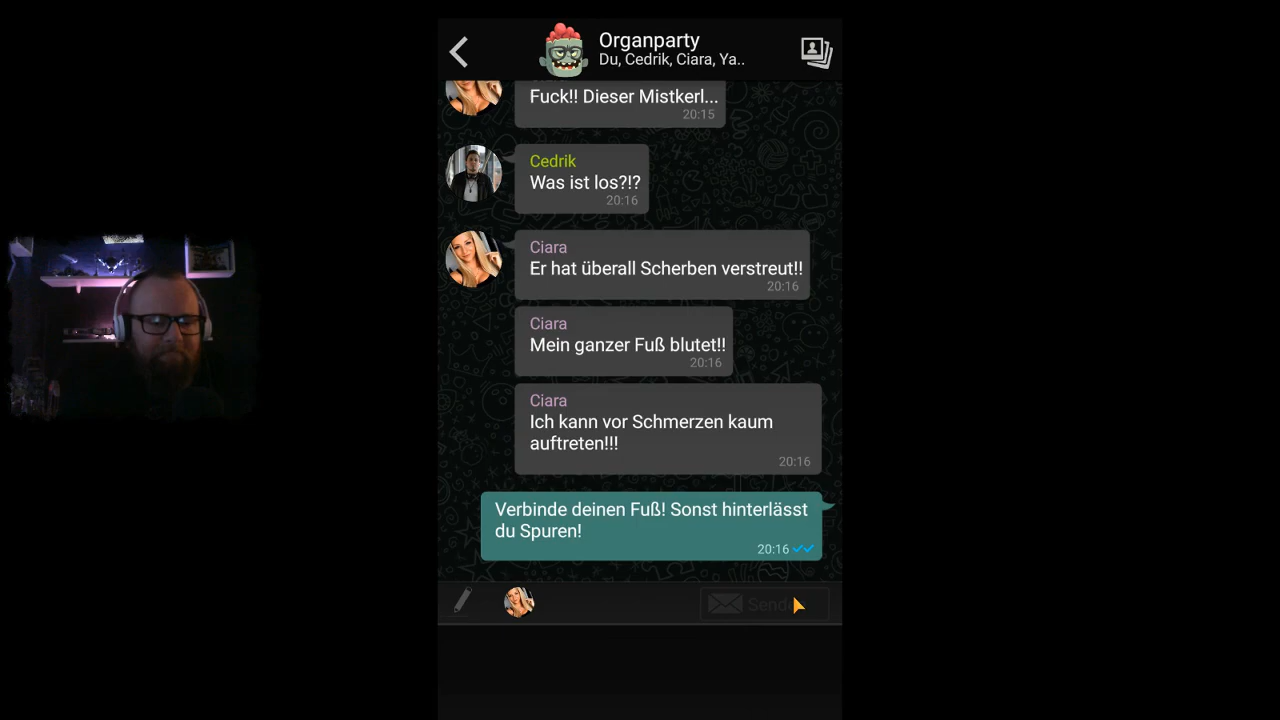 Organparty
Du, Cedrik, Ciara, Ya..
Fuck!! Dieser Mistkerl...
20:15
Cedrik
Was ist los?!?
20:16
Ciara
Er hat überall Scherben verstreut!!
20:16
Ciara
Mein ganzer Fuß blutet!!
20:16
Ciara
Ich kann vor Schmerzen kaum
auftreten!!!
20:16
Verbinde deinen Fuß! Sonst hinterlässt
du Spuren!
20:16